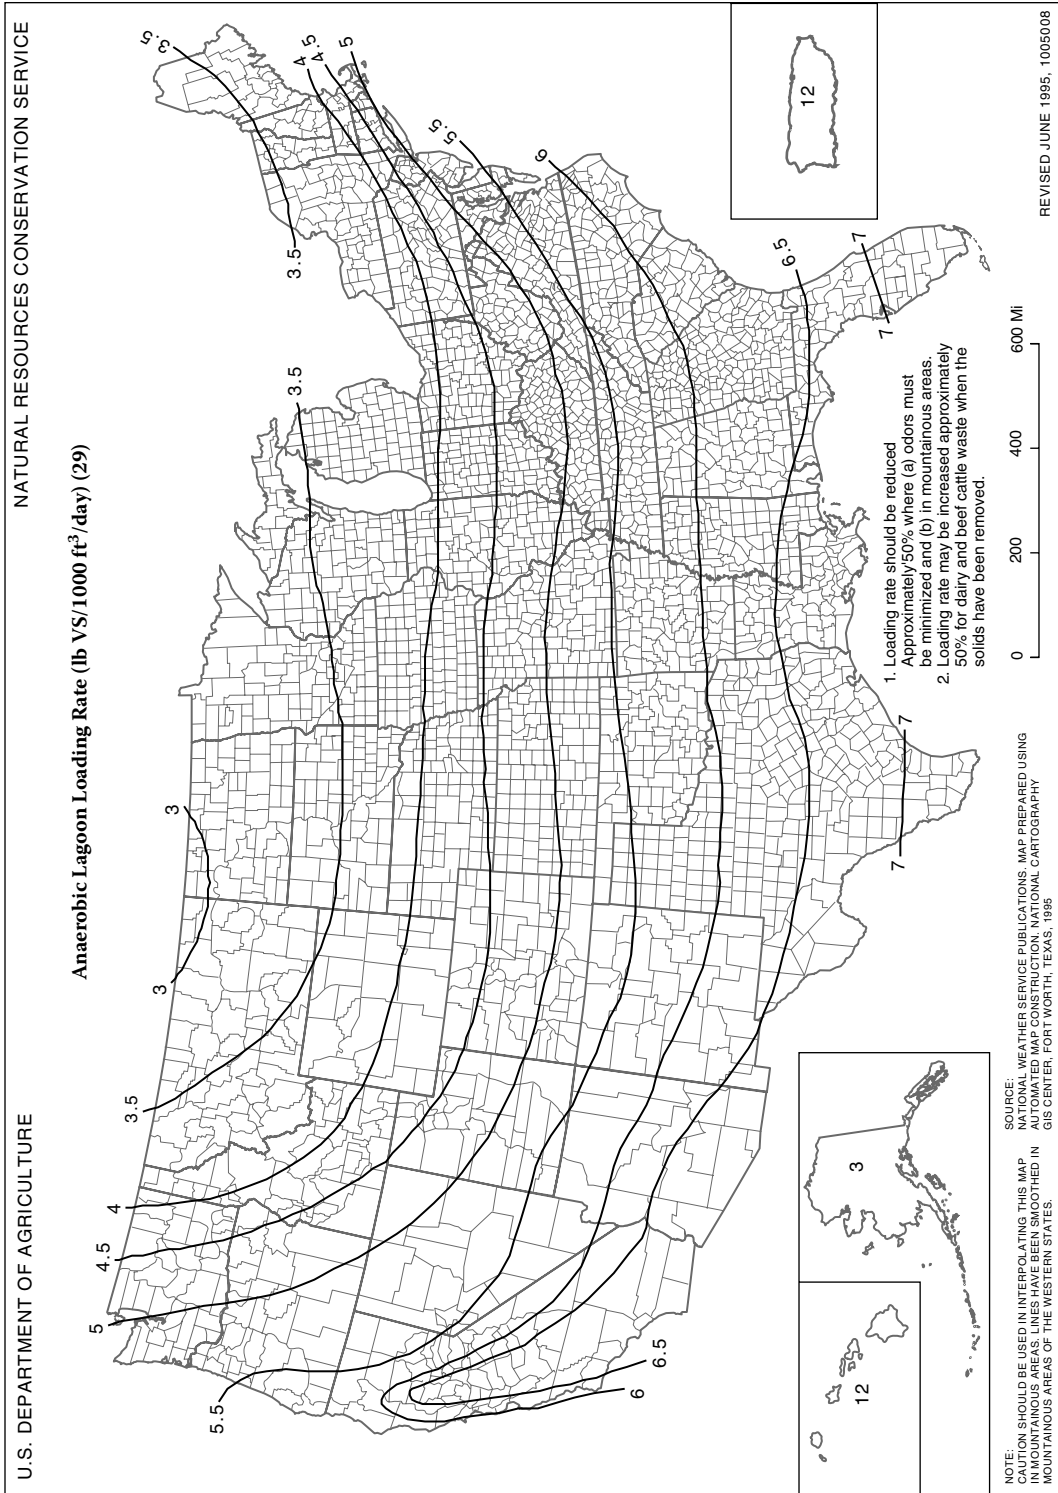 U.S. DEPARTMENT OF AGRICULTURE
NATURAL RESOURCES CONSERVATION SERVICE
Anaerobic Lagoon Loading Rate (lb VS/1000 ft³/day) (29)
5
4.5
4
3.5
3
3
3.5
3.5
3.5
4
4.5
5
5.5
6
5.5
6.5
6
6.5
7
7
7
7
12
3
12
1. Loading rate should be reduced
Approximately 50% where (a) odors must
be minimized and (b) in mountainous areas.
2. Loading rate may be increased approximately
50% for dairy and beef cattle waste when the
solids have been removed.
0 200 400 600 Mi
NOTE:
CAUTION SHOULD BE USED IN INTERPOLATING THIS MAP
IN MOUNTAINOUS AREAS. LINES HAVE BEEN SMOOTHED IN
MOUNTAINOUS AREAS OF THE WESTERN STATES.
SOURCE:
NATIONAL WEATHER SERVICE PUBLICATIONS. MAP PREPARED USING
AUTOMATED MAP CONSTRUCTION. NATIONAL CARTOGRAPHY
GIS CENTER, FORT WORTH, TEXAS, 1995
REVISED JUNE 1995, 1005008